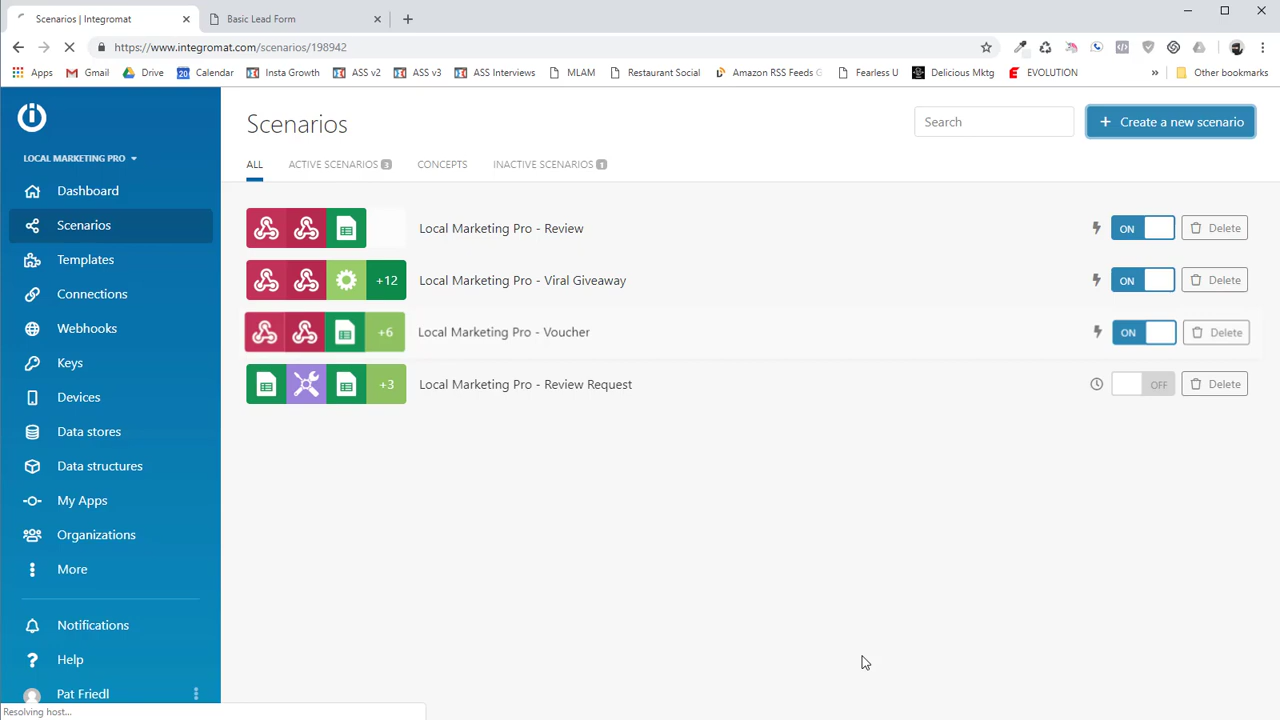 Scenarios | Integromat
Basic Lead Form
https://www.integromat.com/scenarios/198942
Apps
Gmail
Drive
20
Calendar
Insta Growth
ASS v2
ASS v3
ASS Interviews
MLAM
Restaurant Social
Amazon RSS Feeds G
Fearless U
Delicious Mktg
EVOLUTION
»
Other bookmarks
LOCAL MARKETING PRO
Dashboard
Scenarios
Templates
Connections
Webhooks
Keys
Devices
Data stores
Data structures
My Apps
Organizations
More
Notifications
Help
Pat Friedl
Resolving host...
Scenarios
Search
+ Create a new scenario
ALL
ACTIVE SCENARIOS 3
CONCEPTS
INACTIVE SCENARIOS 1
Local Marketing Pro - Review
ON
Delete
+12
Local Marketing Pro - Viral Giveaway
ON
Delete
+6
Local Marketing Pro - Voucher
ON
Delete
+3
Local Marketing Pro - Review Request
OFF
Delete